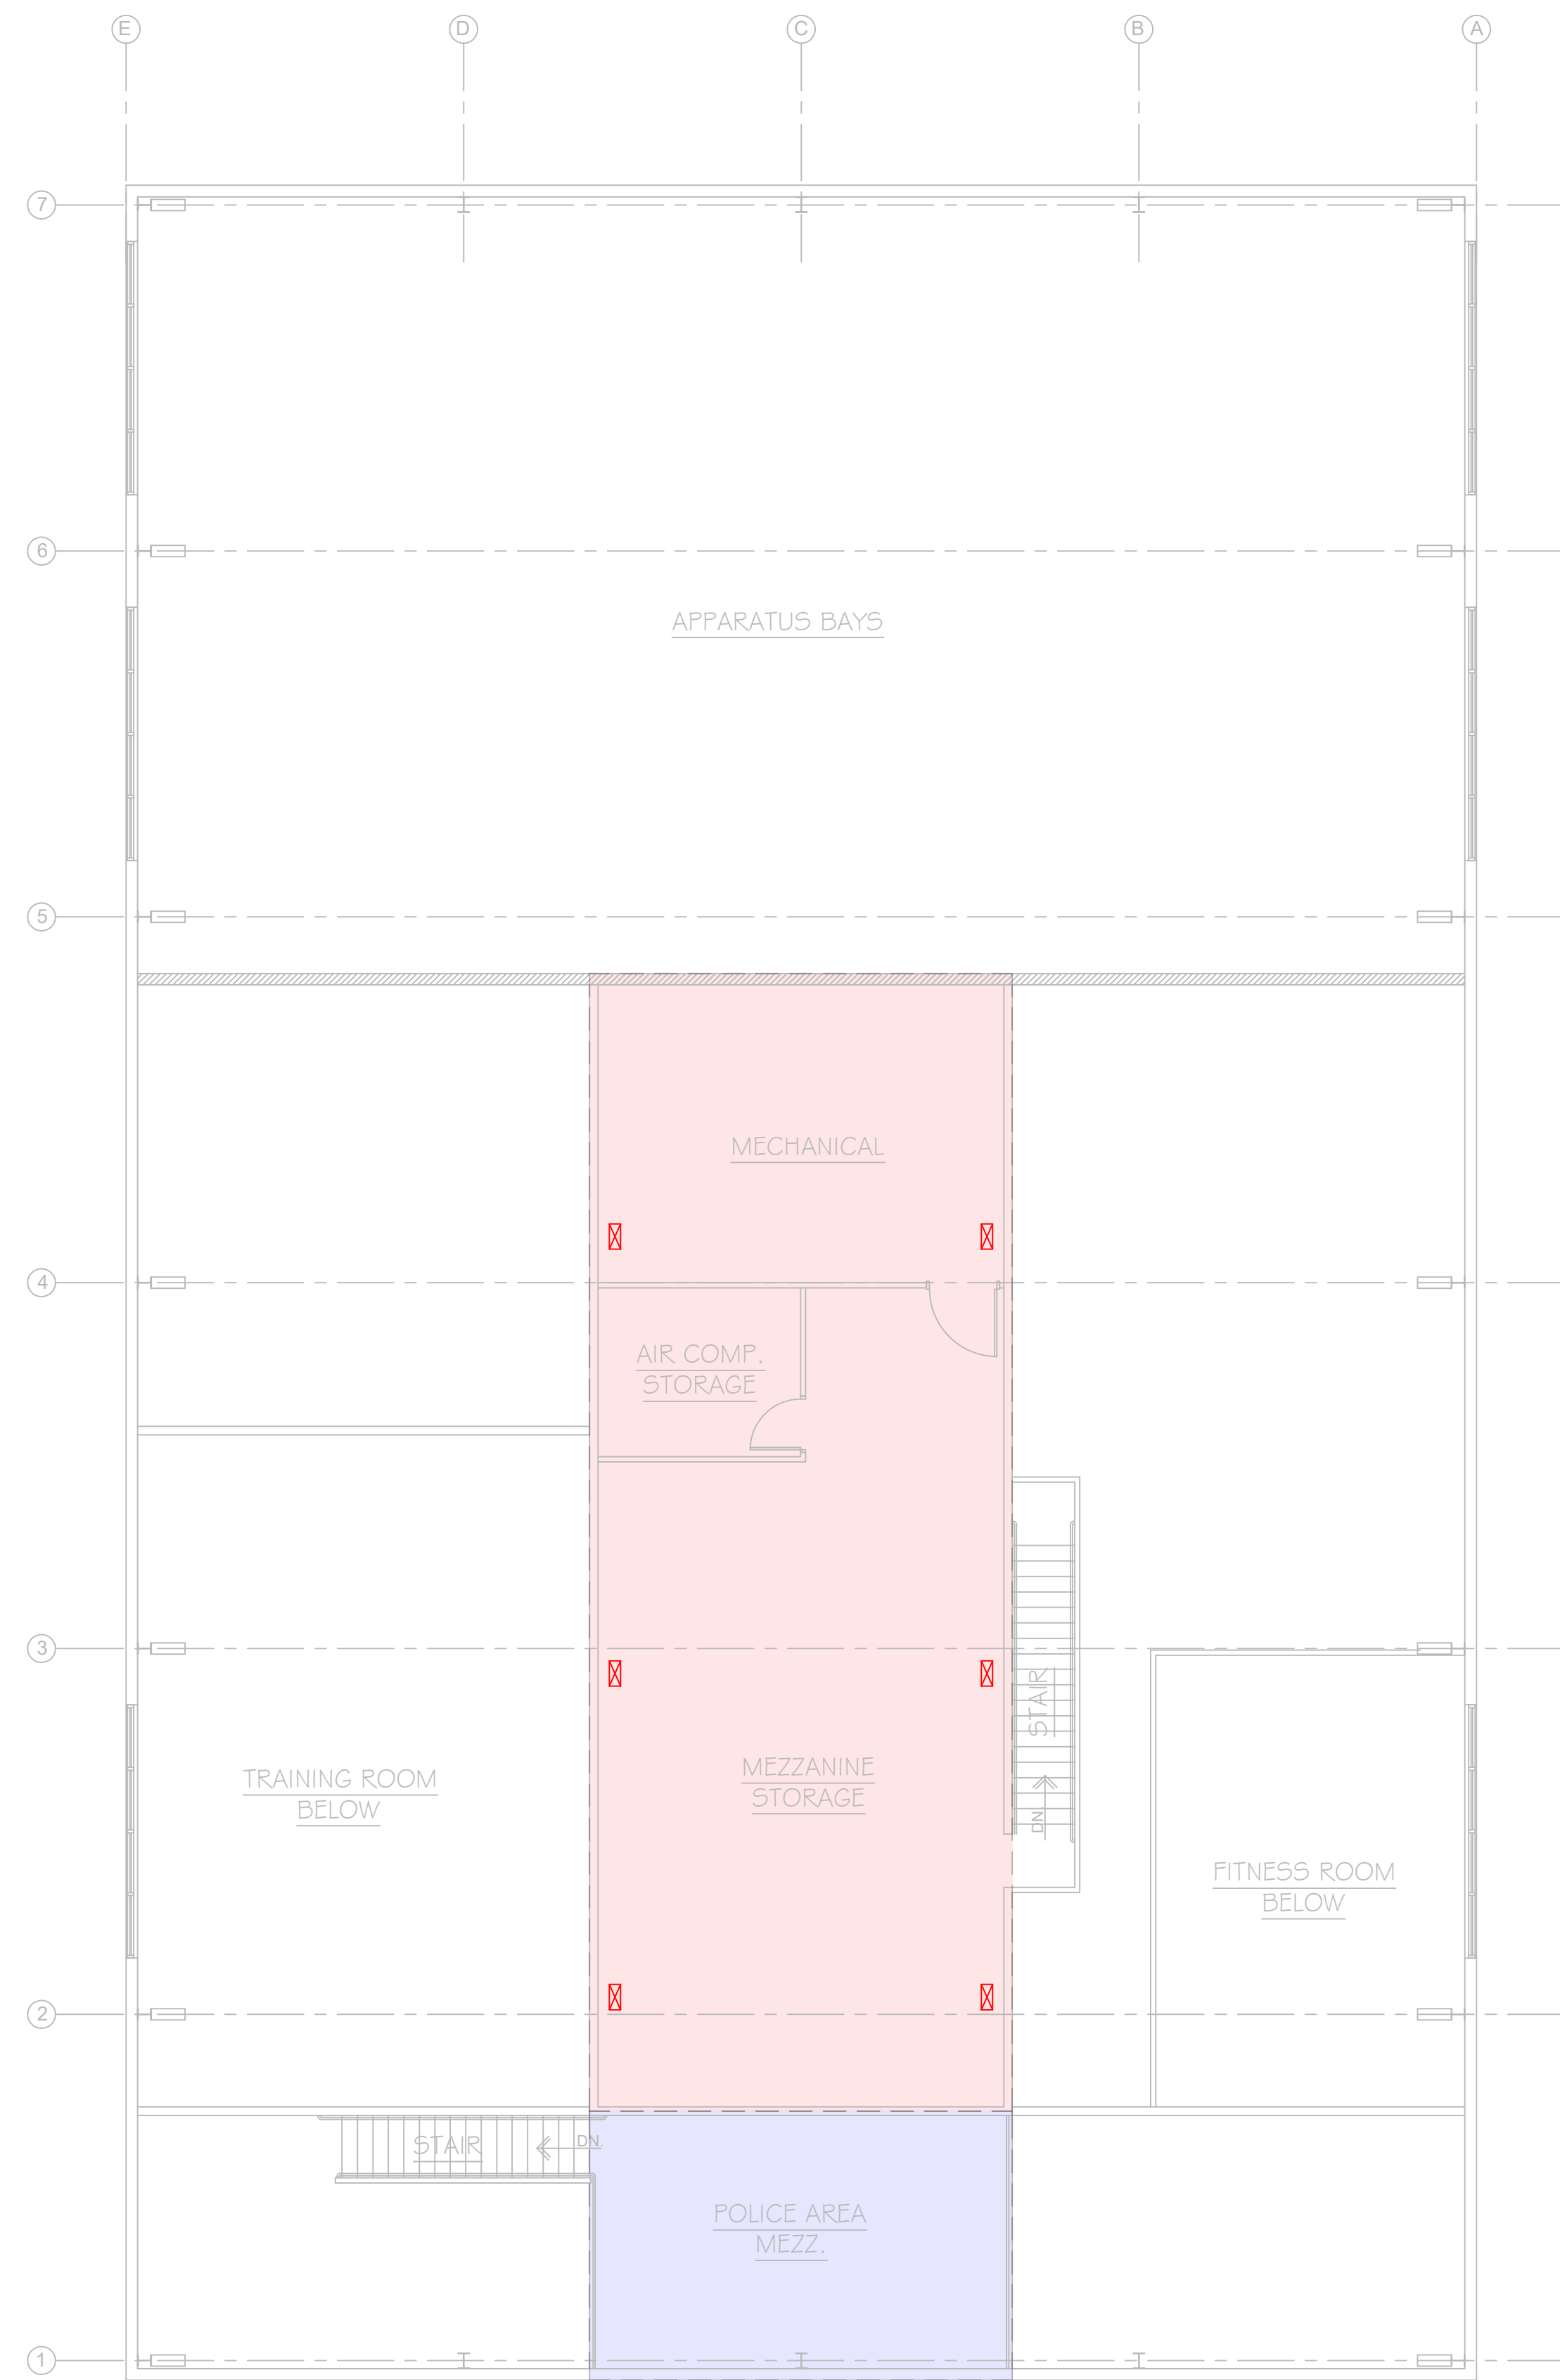 E D C B A
7
6
APPARATUS BAYS
5
MECHANICAL
4
AIR COMP.
STORAGE
3
STAIR
DN
TRAINING ROOM
BELOW
MEZZANINE
STORAGE
FITNESS ROOM
BELOW
2
STAIR
DN.
POLICE AREA
MEZZ.
1